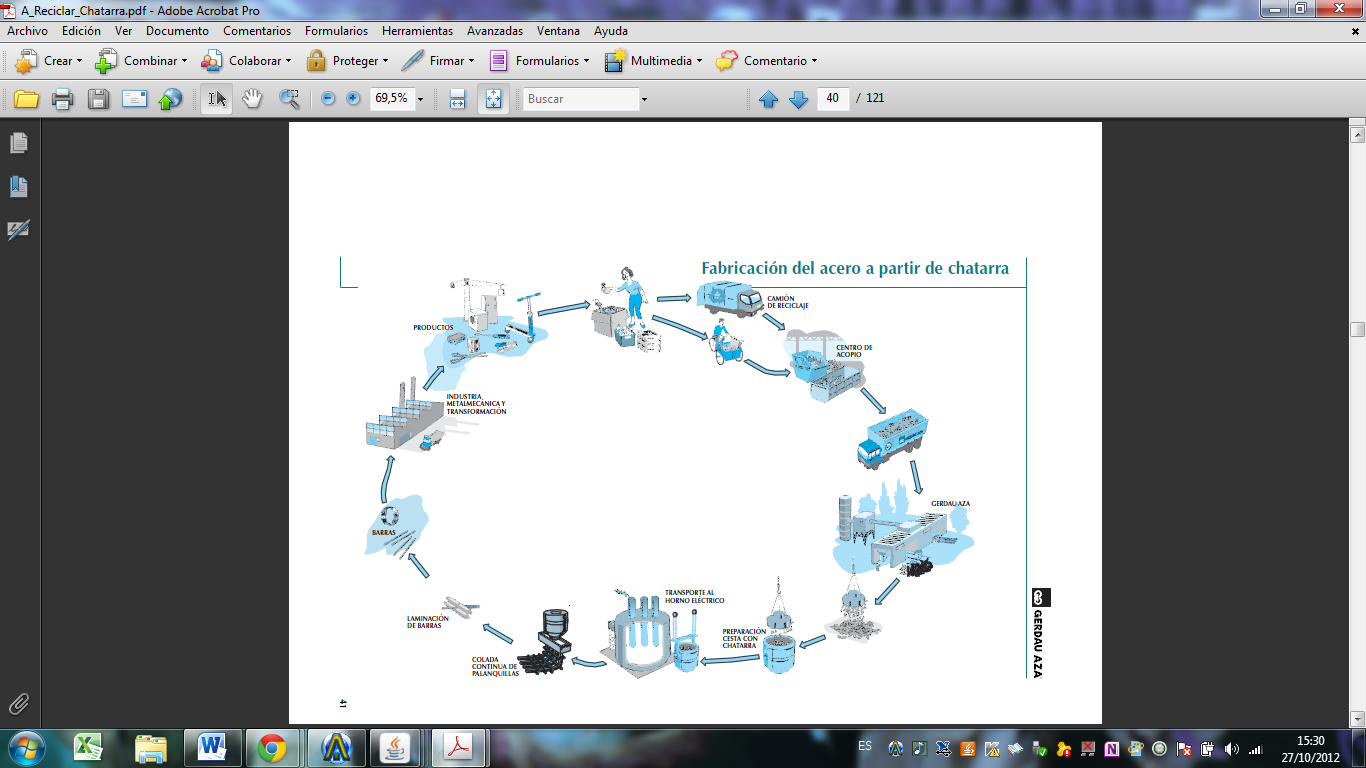 A_Reciclar_Chatarra.pdf - Adobe Acrobat Pro
Archivo Edición Ver Documento Comentarios Formularios Herramientas Avanzadas Ventana Ayuda
Crear Combinar Colaborar Proteger Firmar Formularios Multimedia Comentario
69,5% Buscar 40 / 121
Fabricación del acero a partir de chatarra
CAMIÓN
DE RECICLAJE
PRODUCTOS
CENTRO DE
ACOPIO
INDUSTRIA
METALMECÁNICA Y
TRANSFORMACIÓN
GERDAU AZA
BARRAS
TRANSPORTE AL
HORNO ELÉCTRICO
LAMINACIÓN
DE BARRAS
PREPARACIÓN
CESTA CON
CHATARRA
COLADA
CONTINUA DE
PALANQUILLAS
GERDAU AZA
41
ES
15:30
27/10/2012